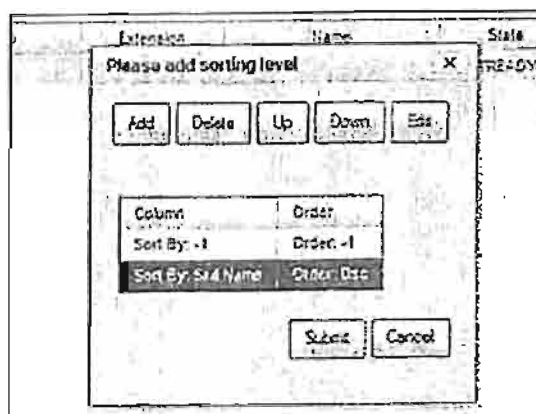 Extension Name State
Please add sorting level ×
READY
Add Delete Up Down Edit
Column Order
Sort By: -1 Order: -1
Sort By: Skill Name Order: Dsc
Submit Cancel